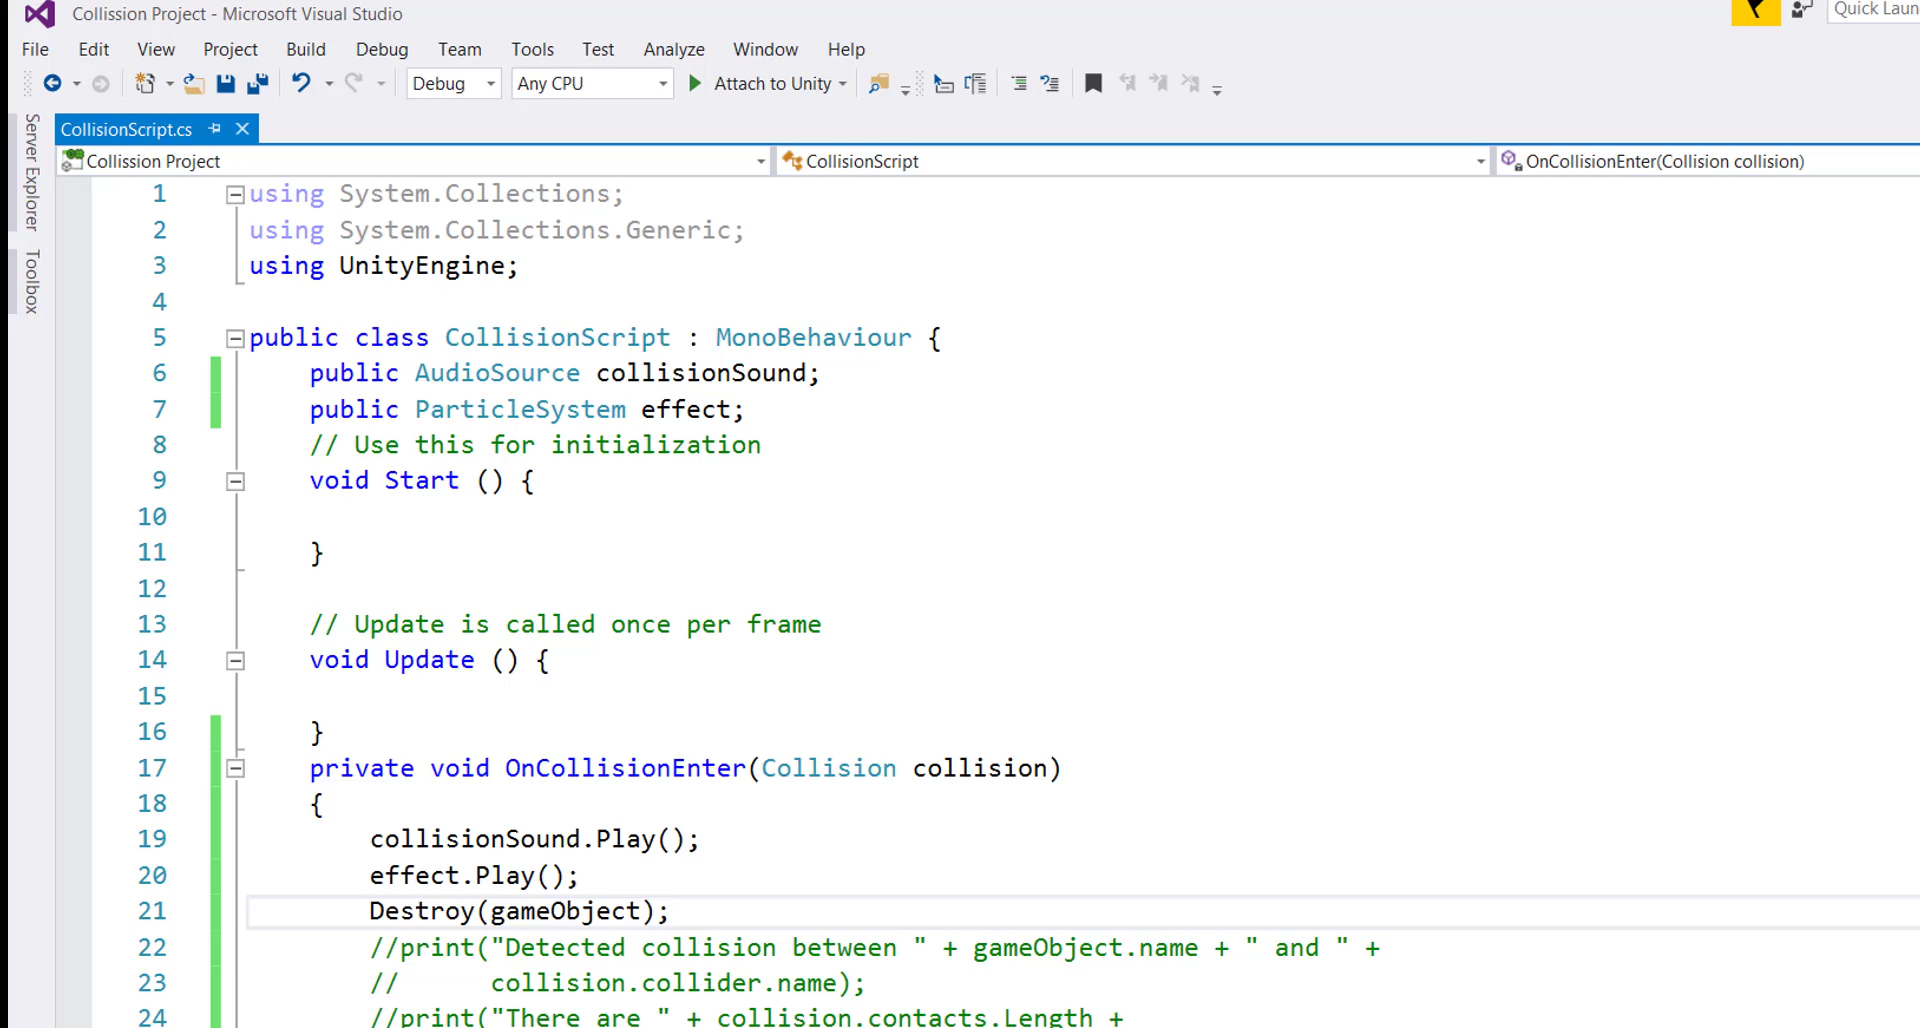 Collission Project - Microsoft Visual Studio
Quick Laun
File Edit View Project Build Debug Team Tools Test Analyze Window Help
Debug Any CPU Attach to Unity
Server Explorer
Toolbox
CollisionScript.cs
Collission Project CollisionScript OnCollisionEnter(Collision collision)
1 using System.Collections;
2 using System.Collections.Generic;
3 using UnityEngine;
4
5 public class CollisionScript : MonoBehaviour {
6 public AudioSource collisionSound;
7 public ParticleSystem effect;
8 // Use this for initialization
9 void Start () {
10
11 }
12
13 // Update is called once per frame
14 void Update () {
15
16 }
17 private void OnCollisionEnter(Collision collision)
18 {
19 collisionSound.Play();
20 effect.Play();
21 Destroy(gameObject);
22 //print("Detected collision between " + gameObject.name + " and " +
23 // collision.collider.name);
24 //print("There are " + collision.contacts.Length +